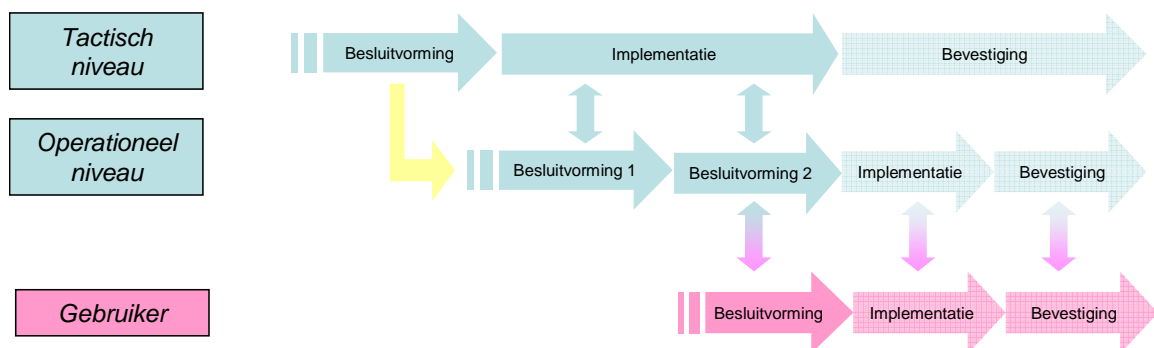 Tactisch
niveau
Besluitvorming
Implementatie
Bevestiging
Operationeel
niveau
Besluitvorming 1
Besluitvorming 2
Implementatie
Bevestiging
Gebruiker
Besluitvorming
Implementatie
Bevestiging